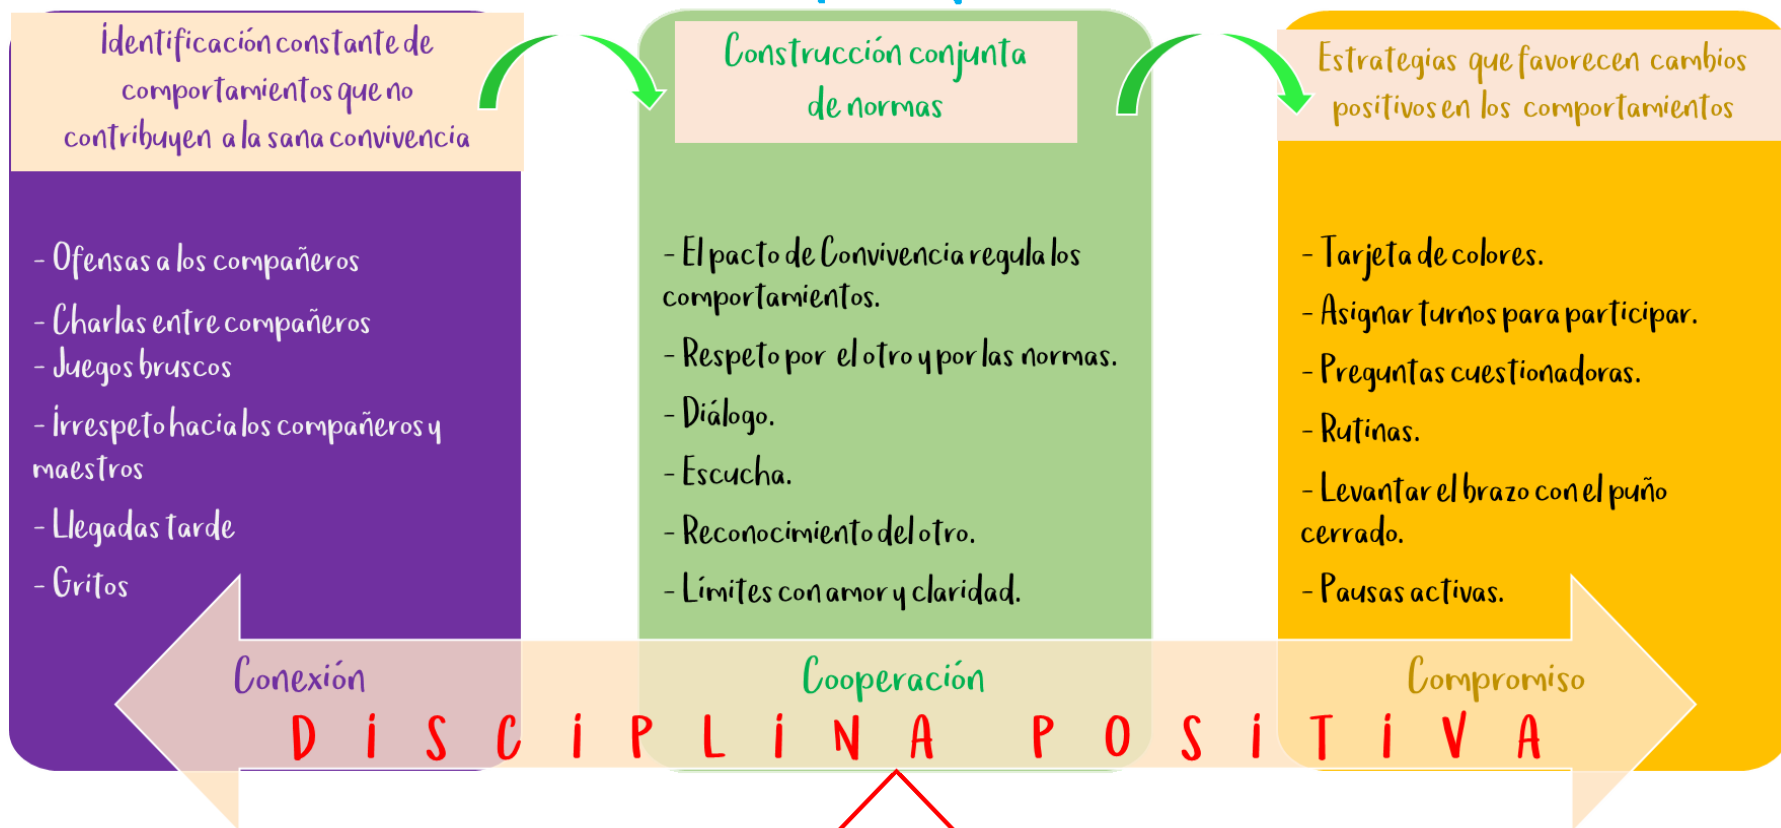 Identificación constante de
comportamientos que no
contribuyen a la sana convivencia
- Ofensas a los compañeros
- Charlas entre compañeros
- Juegos bruscos
- Irrespeto hacia los compañeros y
maestros
- Llegadas tarde
- Gritos
Construcción conjunta
de normas
- El pacto de Convivencia regula los
comportamientos.
- Respeto por el otro y por las normas.
- Diálogo.
- Escucha.
- Reconocimiento del otro.
- Límites con amor y claridad.
Estrategias que favorecen cambios
positivos en los comportamientos
- Tarjeta de colores.
- Asignar turnos para participar.
- Preguntas cuestionadoras.
- Rutinas.
- Levantar el brazo con el puño
cerrado.
- Pausas activas.
Conexión Cooperación Compromiso
DISCIPLINA POSITIVA